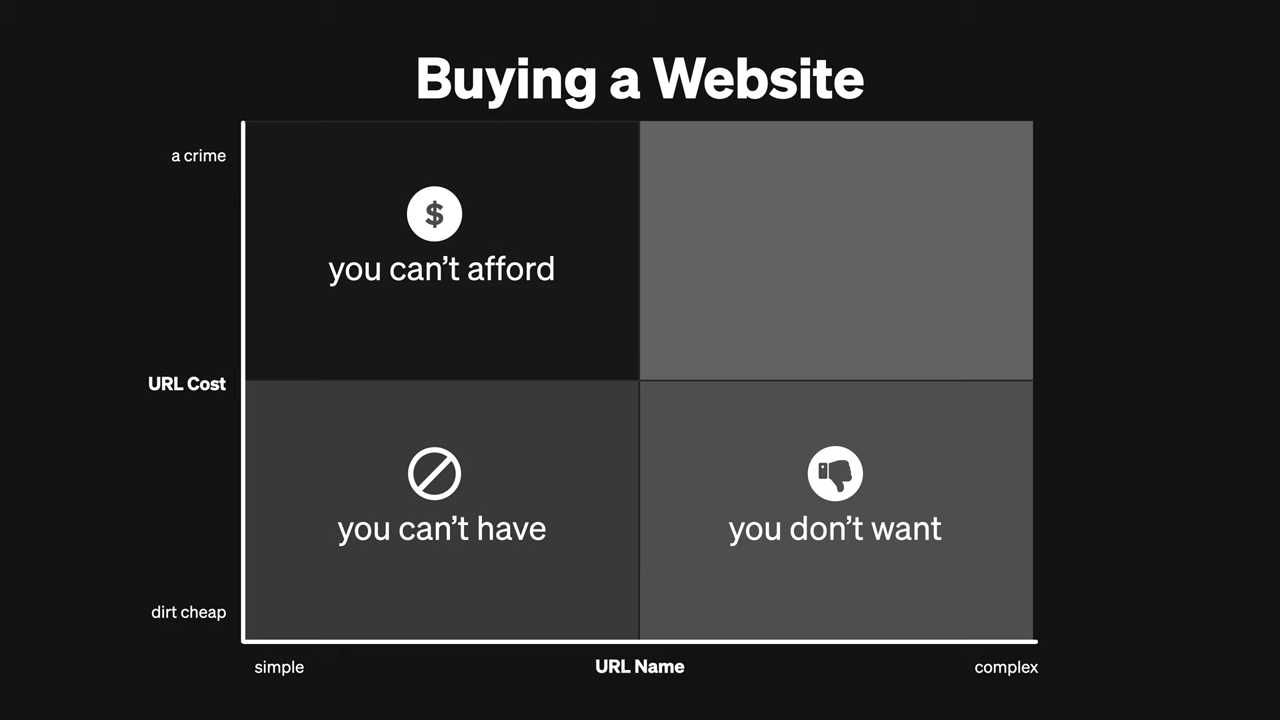 Buying a Website
a crime
$
you can't afford
URL Cost
you can't have
you don't want
dirt cheap
simple
URL Name
complex